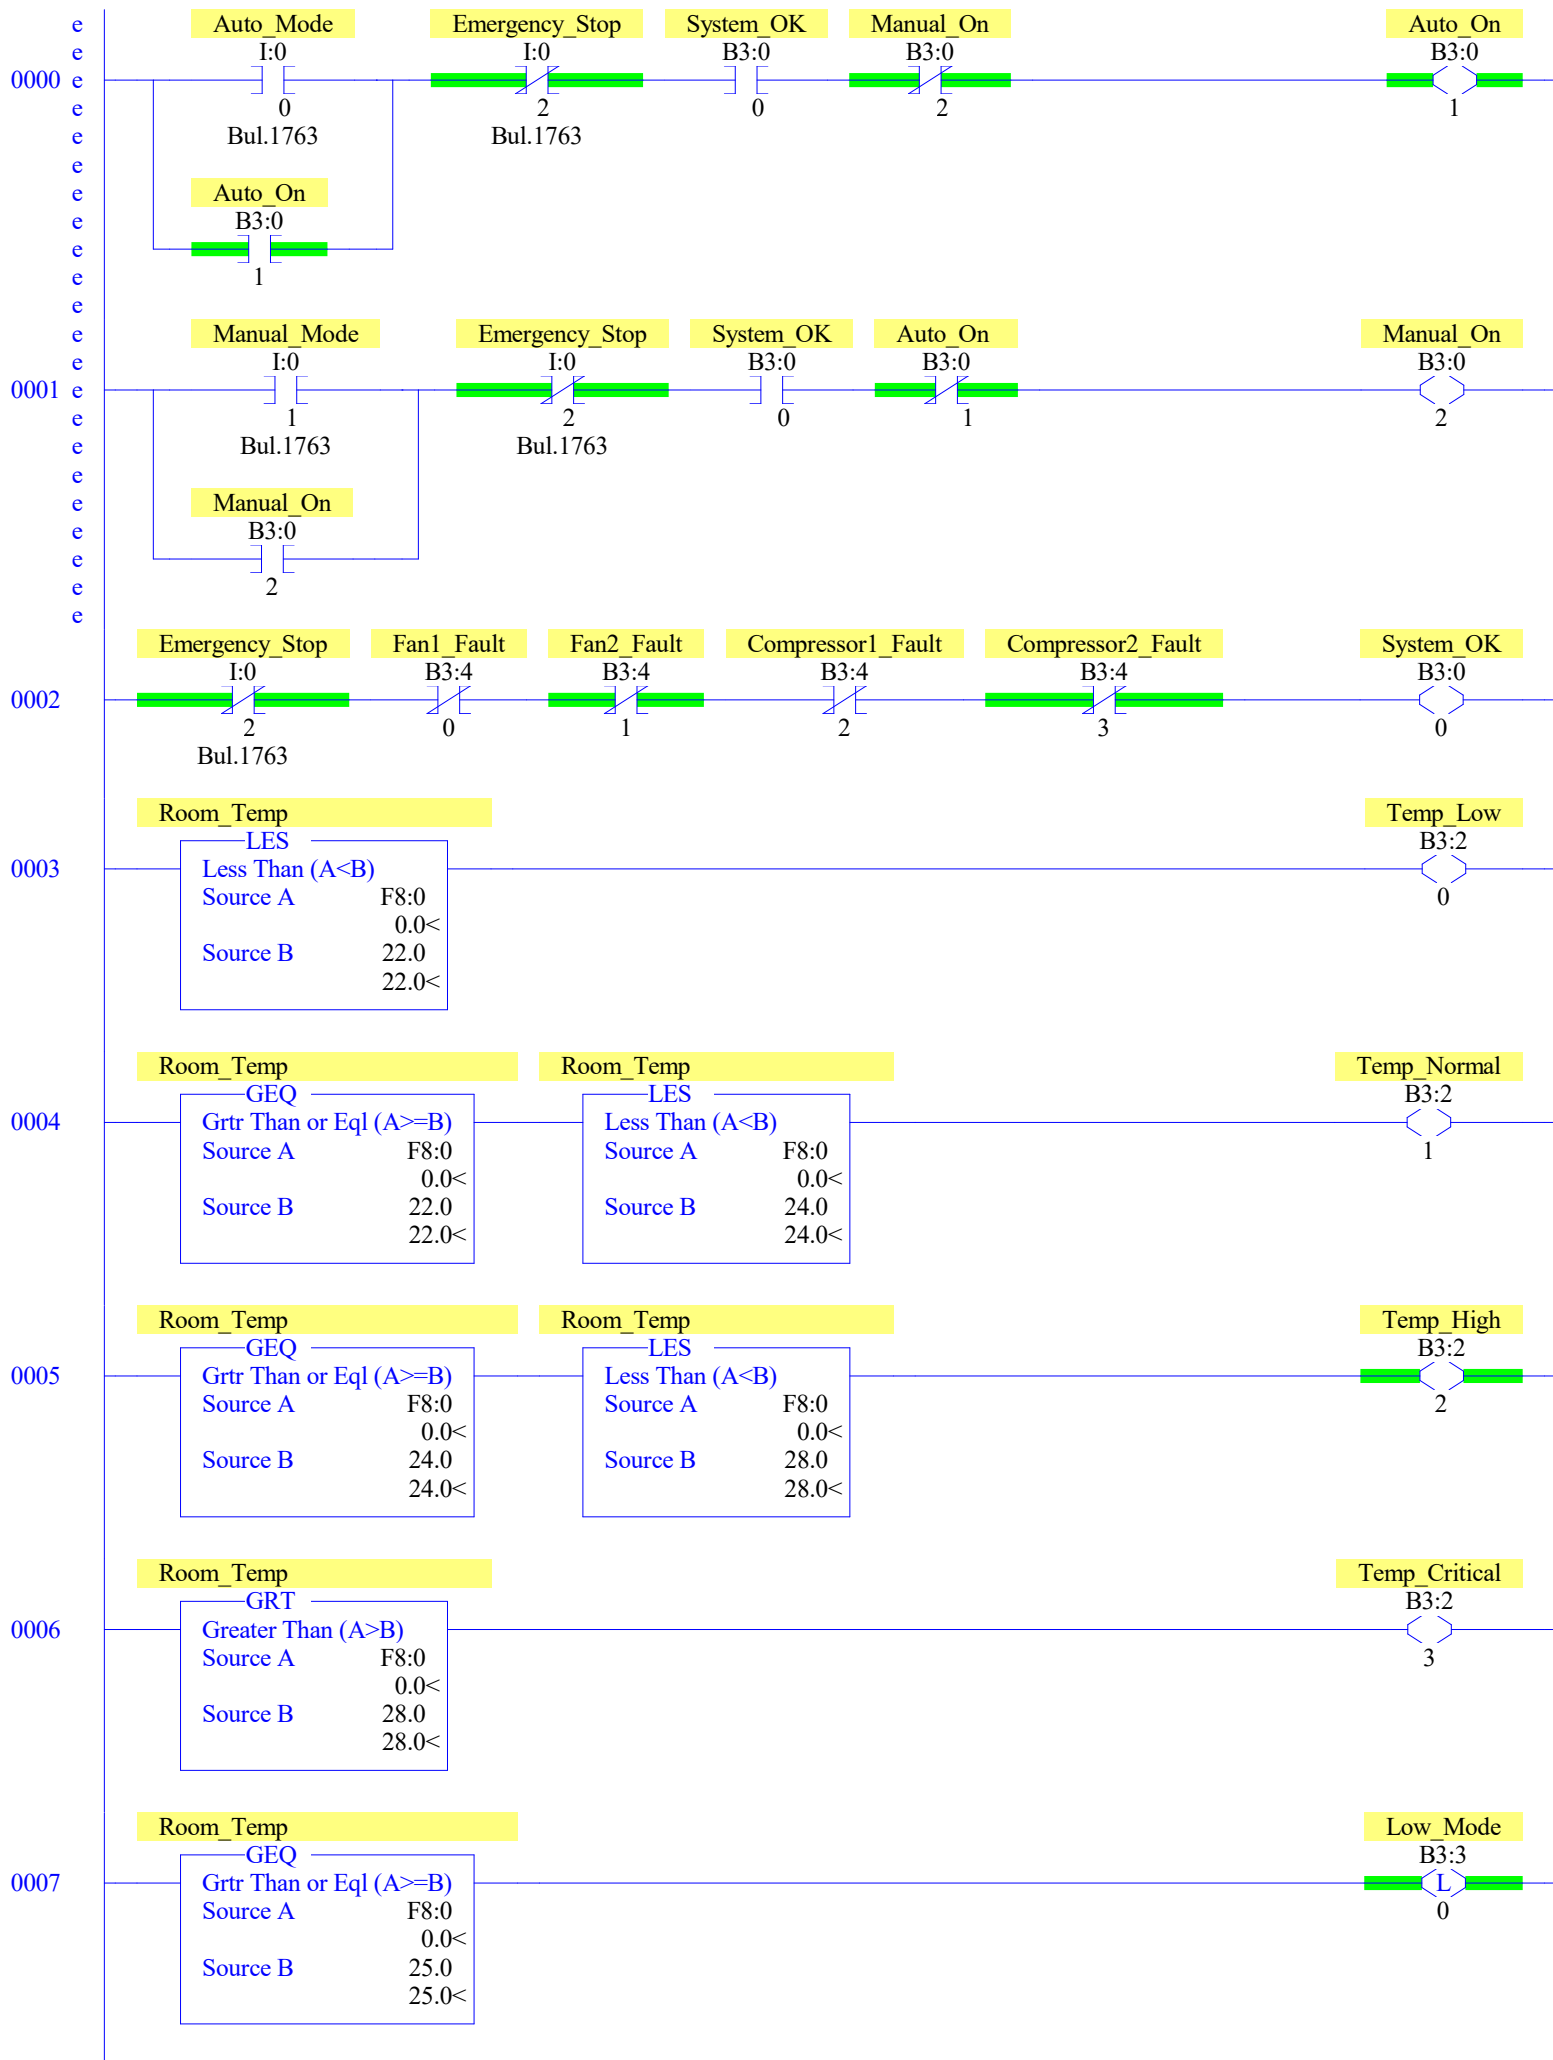 e Auto_Mode Emergency_Stop System_OK Manual_On Auto_On
e I:0 I:0 B3:0 B3:0 B3:0
0000 e
e 0 2 0 2 1
e Bul.1763 Bul.1763
e
e Auto_On
e B3:0
e
e 1
e
e Manual_Mode Emergency_Stop System_OK Auto_On Manual_On
e I:0 I:0 B3:0 B3:0 B3:0
0001 e
e 1 2 0 1 2
e Bul.1763 Bul.1763
e
e Manual_On
e B3:0
e
e 2
e
Emergency_Stop Fan1_Fault Fan2_Fault Compressor1_Fault Compressor2_Fault System_OK
I:0 B3:4 B3:4 B3:4 B3:4 B3:0
0002
2 0 1 2 3 0
Bul.1763
Room_Temp Temp_Low
LES B3:2
0003 Less Than (A<B)
Source A F8:0 0
0.0<
Source B 22.0
22.0<
Room_Temp Room_Temp Temp_Normal
GEQ LES B3:2
0004 Grtr Than or Eql (A>=B) Less Than (A<B)
Source A F8:0 Source A F8:0 1
0.0< 0.0<
Source B 22.0 Source B 24.0
22.0< 24.0<
Room_Temp Room_Temp Temp_High
GEQ LES B3:2
0005 Grtr Than or Eql (A>=B) Less Than (A<B)
Source A F8:0 Source A F8:0 2
0.0< 0.0<
Source B 24.0 Source B 28.0
24.0< 28.0<
Room_Temp Temp_Critical
GRT B3:2
0006 Greater Than (A>B)
Source A F8:0 3
0.0<
Source B 28.0
28.0<
Room_Temp Low_Mode
GEQ B3:3
0007 Grtr Than or Eql (A>=B) L
Source A F8:0 0
0.0<
Source B 25.0
25.0<